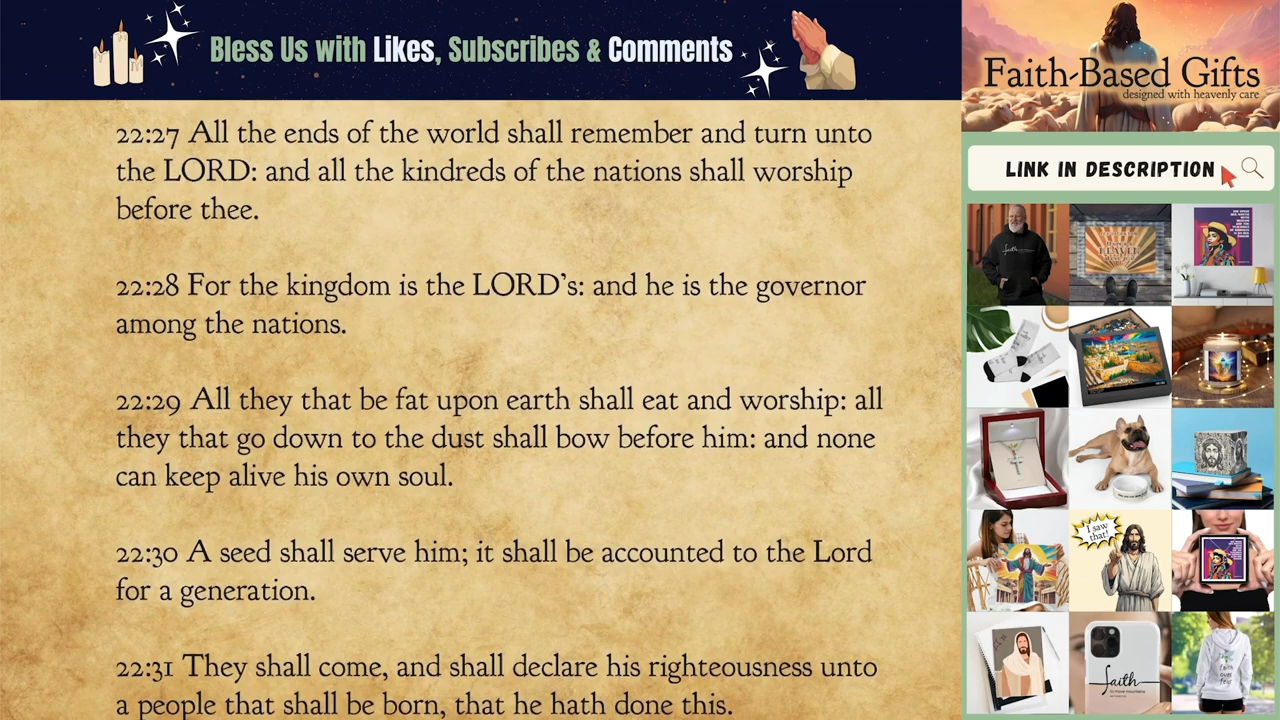 Bless Us with Likes, Subscribes & Comments
22:27 All the ends of the world shall remember and turn unto
the LORD: and all the kindreds of the nations shall worship
before thee.
22:28 For the kingdom is the LORD's: and he is the governor
among the nations.
22:29 All they that be fat upon earth shall eat and worship: all
they that go down to the dust shall bow before him: and none
can keep alive his own soul.
22:30 A seed shall serve him; it shall be accounted to the Lord
for a generation.
22:31 They shall come, and shall declare his righteousness unto
a people that shall be born, that he hath done this.
Faith-Based Gifts
designed with heavenly care
LINK IN DESCRIPTION
faith
I saw
that!
faith
faith
over
fear